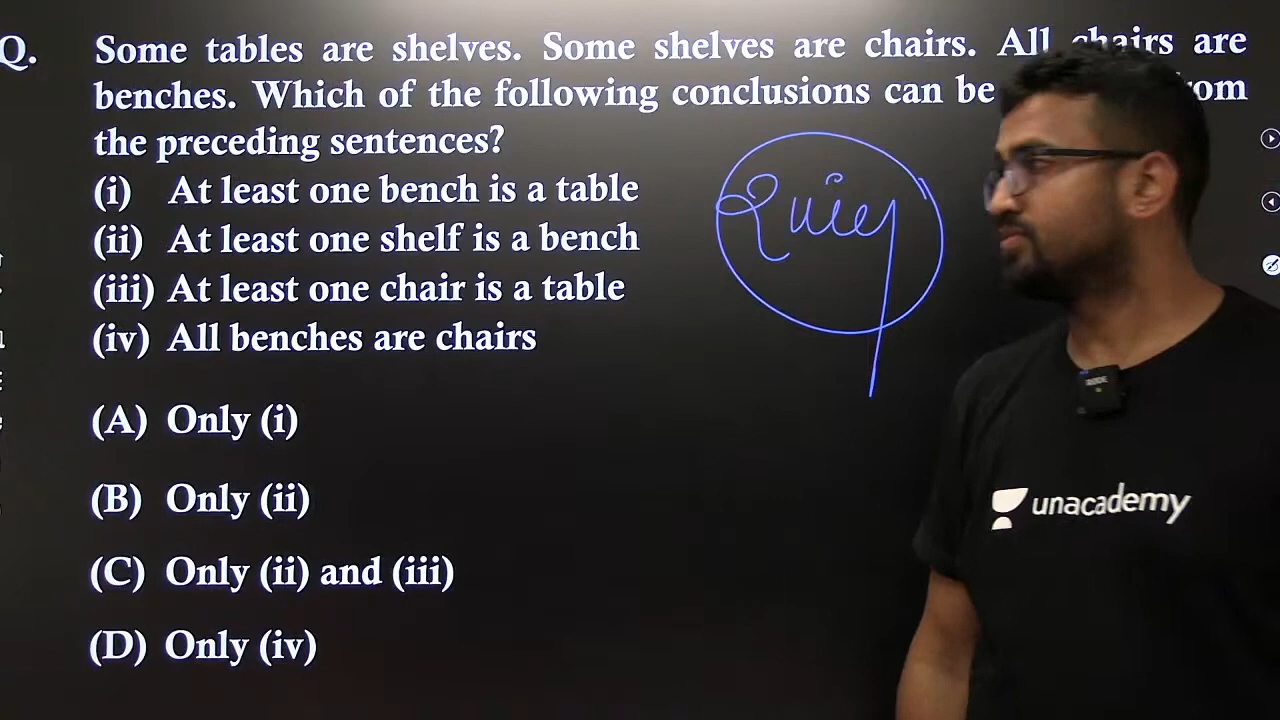 Q. Some tables are shelves. Some shelves are chairs. All chairs are
benches. Which of the following conclusions can be from
the preceding sentences?
(i) At least one bench is a table
(ii) At least one shelf is a bench
(iii) At least one chair is a table
(iv) All benches are chairs
(A) Only (i)
(B) Only (ii)
(C) Only (ii) and (iii)
(D) Only (iv)
RODE
unacademy